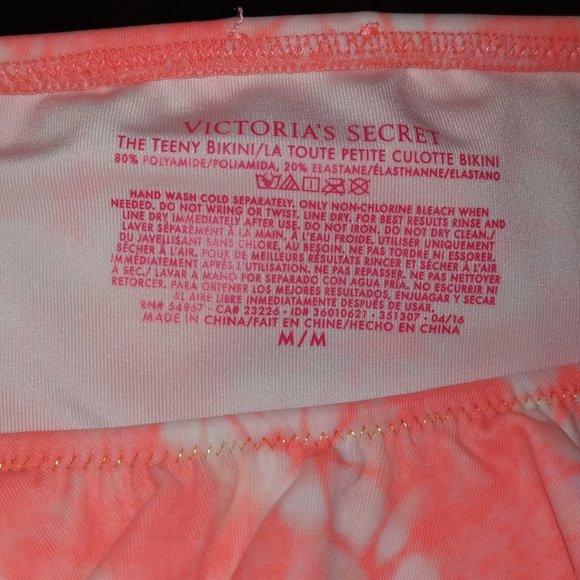 VICTORIA'S SECRET
THE TEENY BIKINI/LA TOUTE PETITE CULOTTE BIKINI
80% POLYAMIDE/POLIAMIDA, 20% ELASTANE/ÉLASTHANNE/ELASTANO
HAND WASH COLD SEPARATELY. ONLY NON-CHLORINE BLEACH WHEN
NEEDED. DO NOT WRING OR TWIST. LINE DRY. FOR BEST RESULTS RINSE AND
LINE DRY IMMEDIATELY AFTER USE. DO NOT IRON. DO NOT DRY CLEAN./
LAVER SÉPARÉMENT À LA MAIN, À L'EAU FROIDE. UTILISER UNIQUEMENT
DU JAVELLISANT SANS CHLORE, AU BESOIN. NE PAS TORDRE NI ESSORER.
SÉCHER À L'AIR. POUR DE MEILLEURS RÉSULTATS RINCER ET SÉCHER À L'AIR
IMMÉDIATEMENT APRÈS L'UTILISATION. NE PAS REPASSER. NE PAS NETTOYER
À SEC./ LAVAR A MANO POR SEPARADO CON AGUA FRÍA. NO ESCURRIR NI
RETORCER. PARA OBTENER LOS MEJORES RESULTADOS, ENJUAGAR Y SECAR
AL AIRE LIBRE INMEDIATAMENTE DESPUÉS DE USAR.
RN# 54867 • CA# 23226 • ID# 36010621 • 351307 • 04/16
MADE IN CHINA/FAIT EN CHINE/HECHO EN CHINA
M/M